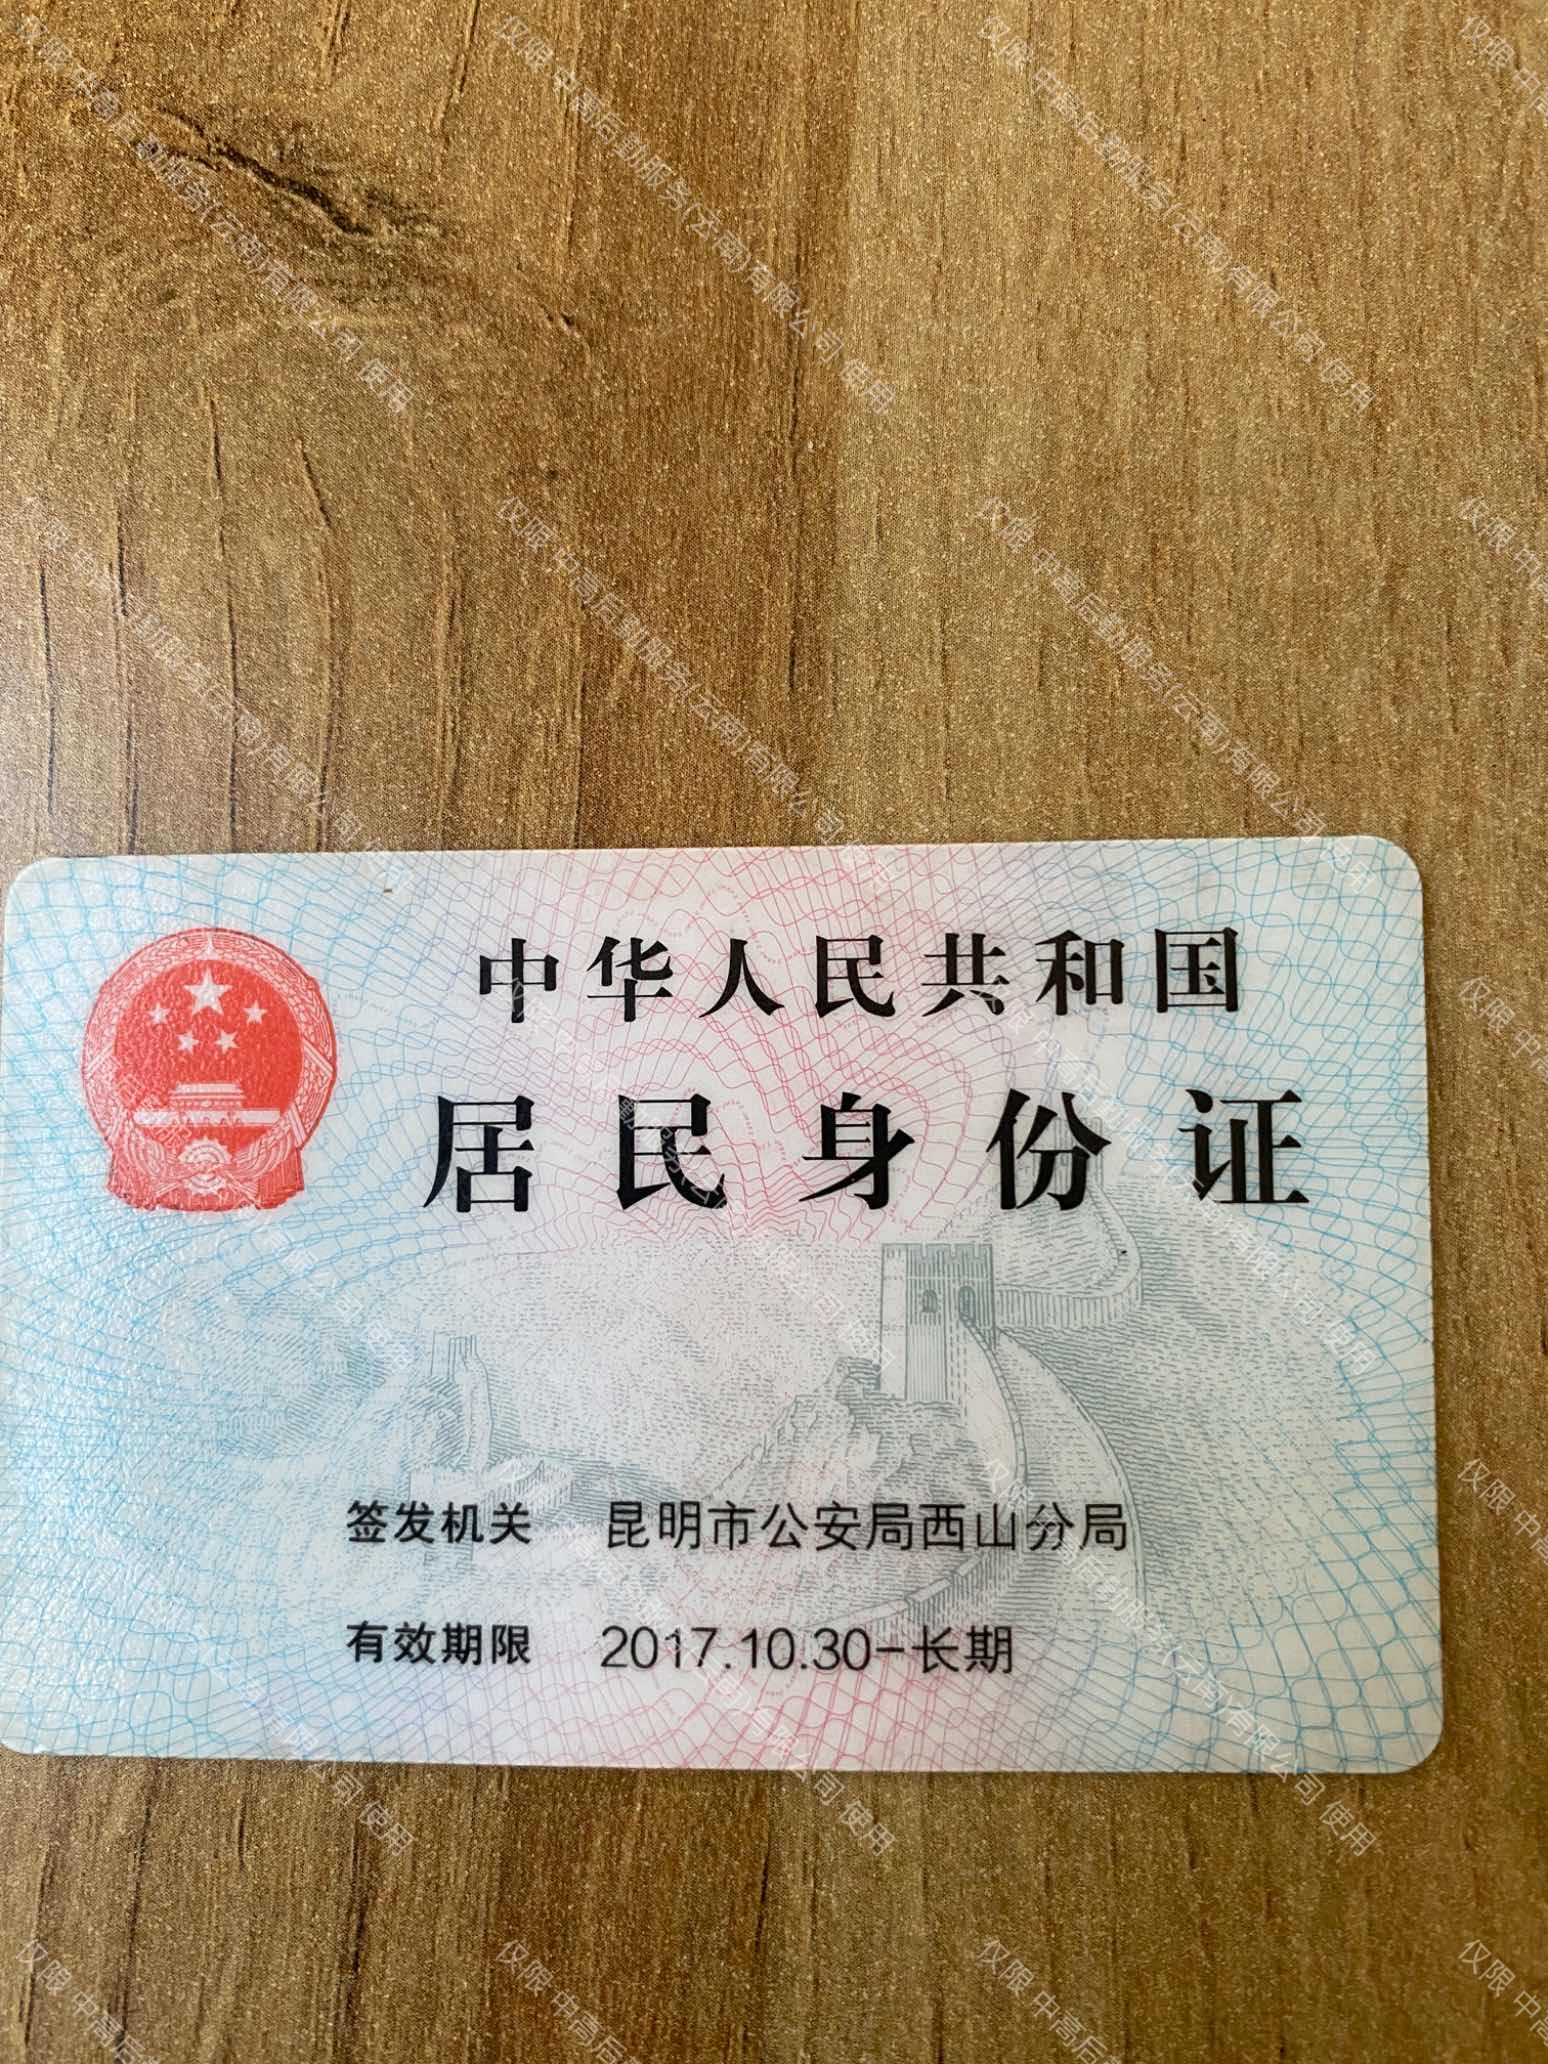 中华人民共和国
居民身份证
签发机关 昆明市公安局西山分局
有效期限 2017.10.30-长期
仅限 中高后勤服务(云南)有限公司 使用